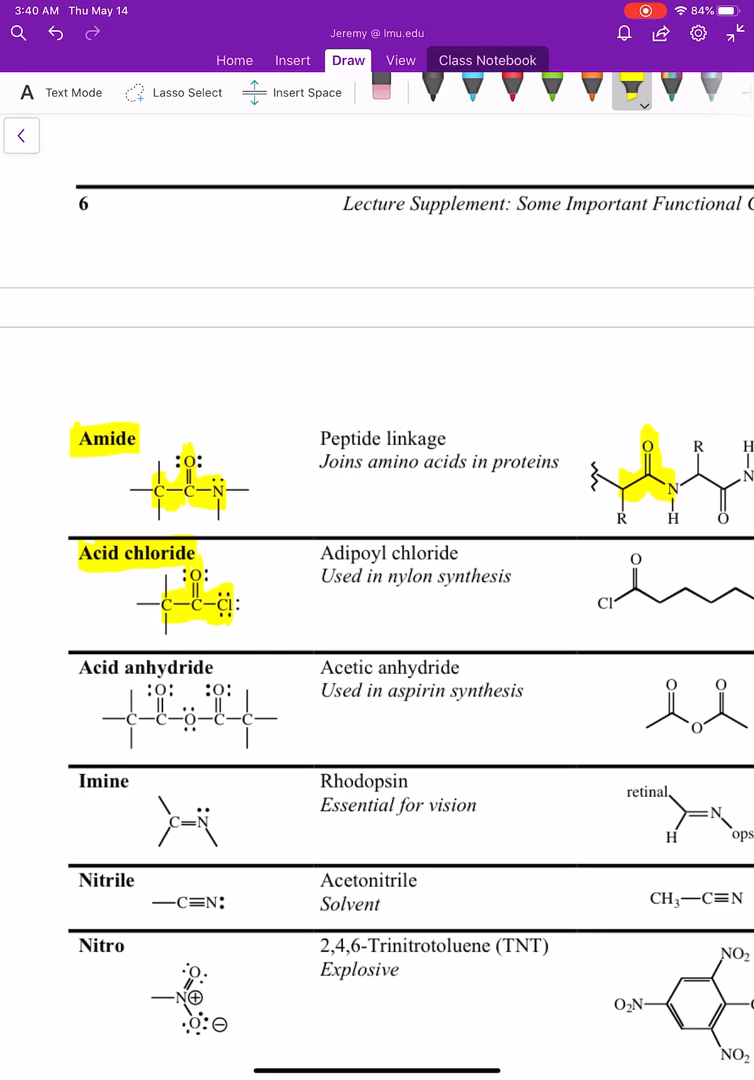 3:40 AM Thu May 14
84%
Jeremy @ lmu.edu
Home Insert Draw View Class Notebook
A Text Mode Lasso Select Insert Space
6 Lecture Supplement: Some Important Functional
Amide Peptide linkage
Joins amino acids in proteins
:O:
C C N
O R H
N N
R H O
Acid chloride Adipoyl chloride
Used in nylon synthesis
:O:
C C Cl:
O
Cl
Acid anhydride Acetic anhydride
Used in aspirin synthesis
:O: :O:
C C O C C
O O
O
Imine Rhodopsin
Essential for vision
C=N
retinal
N
H ops
Nitrile Acetonitrile
Solvent
—C≡N:
CH3—C≡N
Nitro 2,4,6-Trinitrotoluene (TNT)
Explosive
O
—N⊕
O ⊖
NO2
O2N
NO2